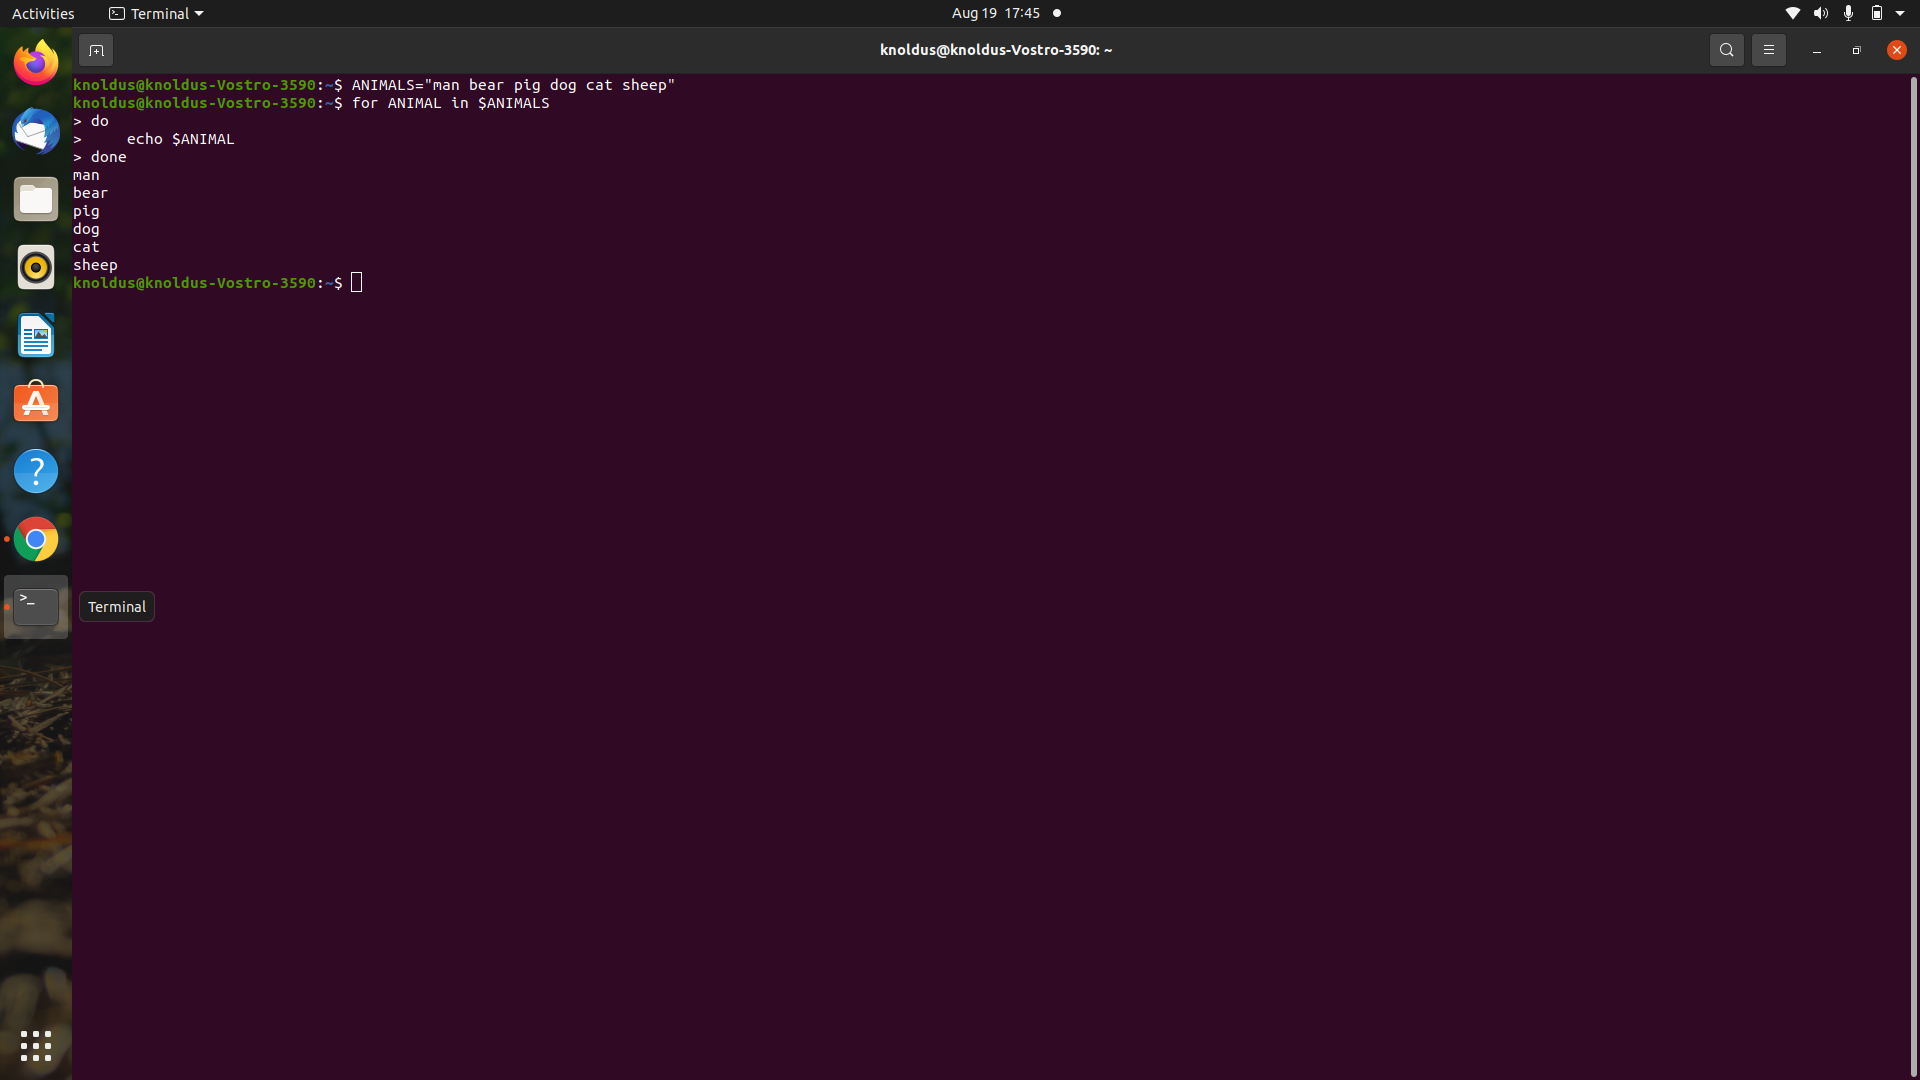 Activities
Terminal
Aug 19 17:45
knoldus@knoldus-Vostro-3590: ~
knoldus@knoldus-Vostro-3590:~$ ANIMALS="man bear pig dog cat sheep"
knoldus@knoldus-Vostro-3590:~$ for ANIMAL in $ANIMALS
> do
>     echo $ANIMAL
> done
man
bear
pig
dog
cat
sheep
knoldus@knoldus-Vostro-3590:~$
Terminal